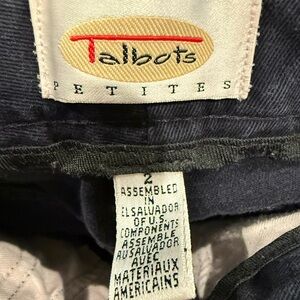 Talbots
PETITES
2
ASSEMBLED
IN
EL SALVADOR
OF U.S.
COMPONENTS
ASSEMBLE
AU SALVADOR
AVEC
MATERIAUX
AMERICAINS